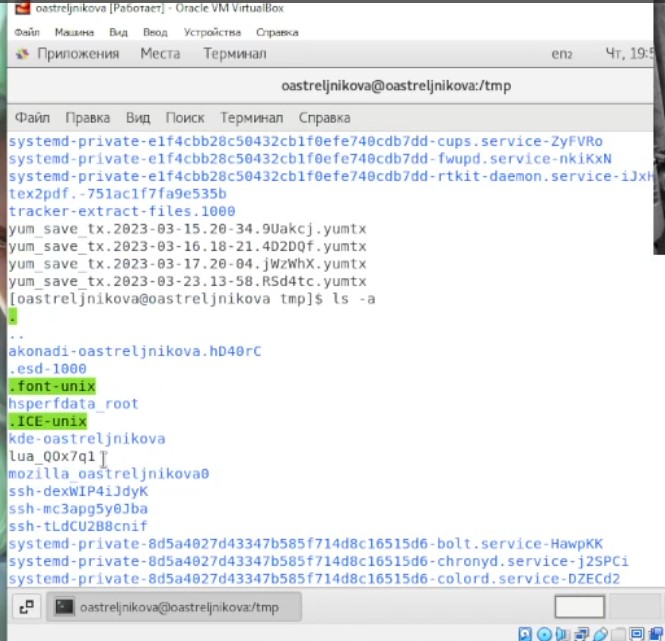 oastreljnikova [Работает] - Oracle VM VirtualBox
Файл Машина Вид Ввод Устройства Справка
Приложения Места Терминал en₂ Чт, 19:5
oastreljnikova@oastreljnikova:/tmp
Файл Правка Вид Поиск Терминал Справка
systemd-private-e1f4cbb28c50432cb1f0efe740cdb7dd-cups.service-ZyFVRo
systemd-private-e1f4cbb28c50432cb1f0efe740cdb7dd-fwupd.service-nkiKxN
systemd-private-e1f4cbb28c50432cb1f0efe740cdb7dd-rtkit-daemon.service-iJxH
tex2pdf.-751ac1f7fa9e535b
tracker-extract-files.1000
yum_save_tx.2023-03-15.20-34.9Uakcj.yumtx
yum_save_tx.2023-03-16.18-21.4D2DQf.yumtx
yum_save_tx.2023-03-17.20-04.jWzWhX.yumtx
yum_save_tx.2023-03-23.13-58.RSd4tc.yumtx
[oastreljnikova@oastreljnikova tmp]$ ls -a
.
..
akonadi-oastreljnikova.hD40rC
.esd-1000
.font-unix
hsperfdata_root
.ICE-unix
kde-oastreljnikova
lua_QOx7q1
mozilla_oastreljnikova0
ssh-dexWIP4iJdyK
ssh-mc3apg5y0Jba
ssh-tLdCU2B8cnif
systemd-private-8d5a4027d43347b585f714d8c16515d6-bolt.service-HawpKK
systemd-private-8d5a4027d43347b585f714d8c16515d6-chronyd.service-j2SPCi
systemd-private-8d5a4027d43347b585f714d8c16515d6-colord.service-DZECd2
oastreljnikova@oastreljnikova:/tmp